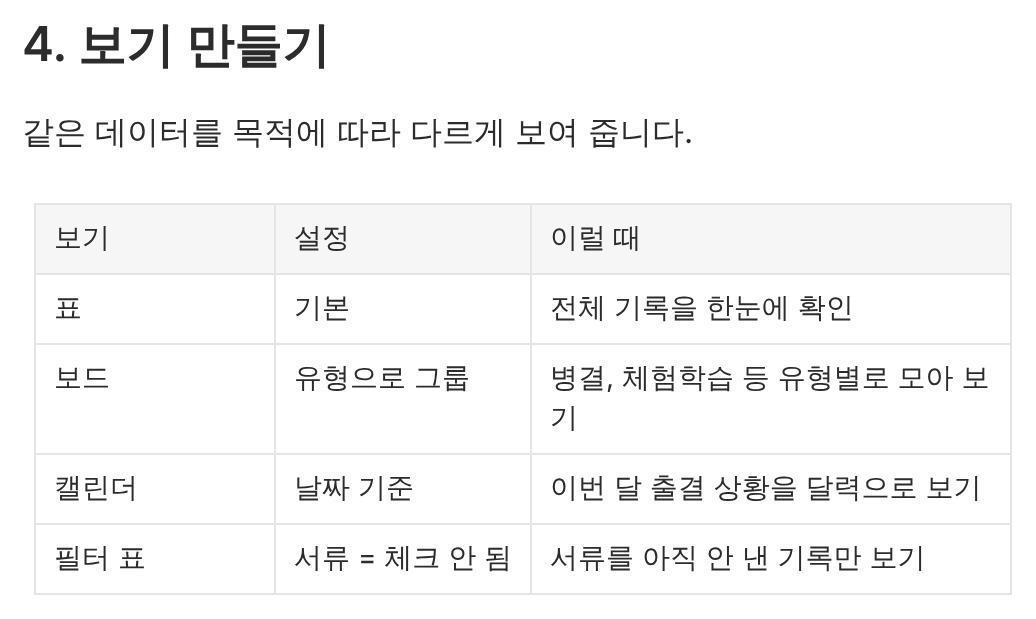 4. 보기 만들기
같은 데이터를 목적에 따라 다르게 보여 줍니다.
보기 설정 이럴 때
표 기본 전체 기록을 한눈에 확인
보드 유형으로 그룹 병결, 체험학습 등 유형별로 모아 보
기
캘린더 날짜 기준 이번 달 출결 상황을 달력으로 보기
필터 표 서류 = 체크 안 됨 서류를 아직 안 낸 기록만 보기